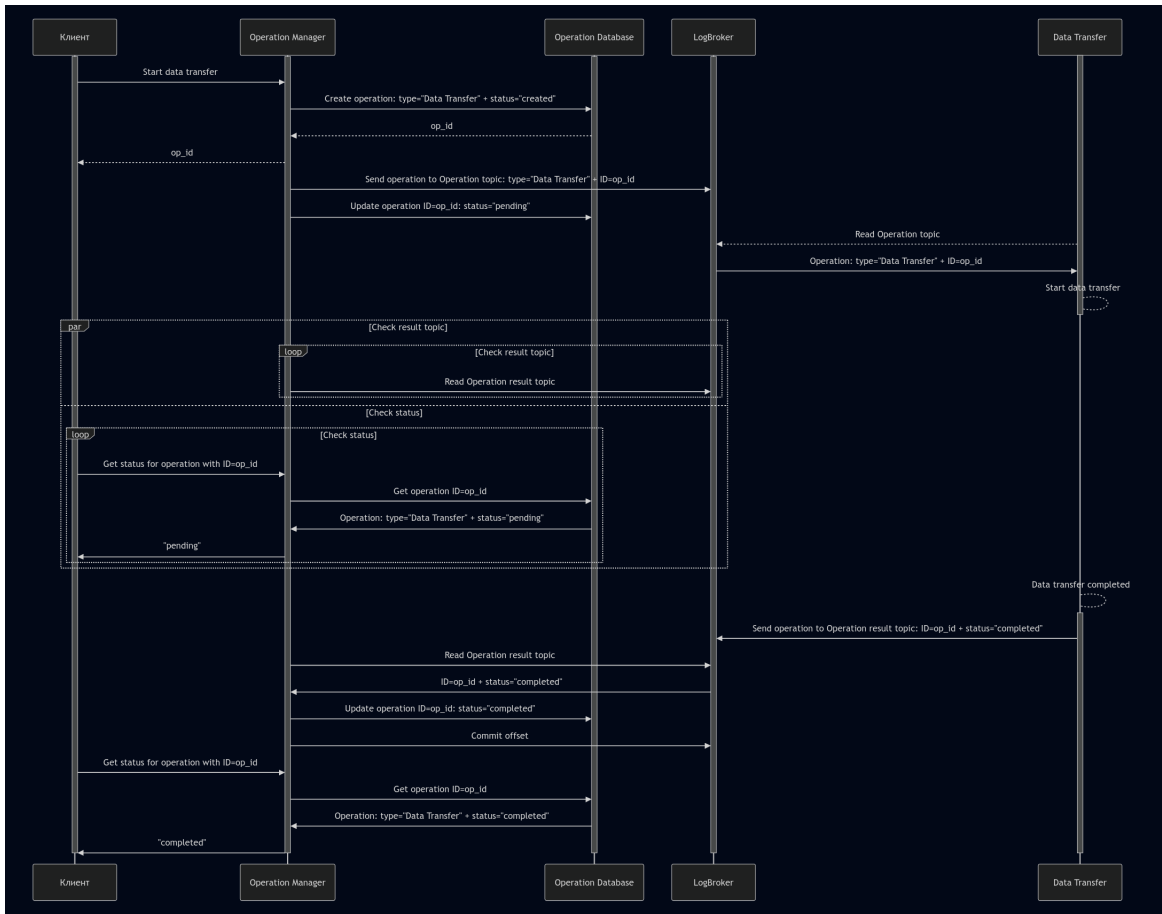 Клиент
Operation Manager
Operation Database
LogBroker
Data Transfer
Start data transfer
Create operation: type="Data Transfer" + status="created"
op_id
op_id
Send operation to Operation topic: type="Data Transfer" + ID=op_id
Update operation ID=op_id: status="pending"
Read Operation topic
Operation: type="Data Transfer" + ID=op_id
Start data transfer
par
[Check result topic]
loop
[Check result topic]
Read Operation result topic
[Check status]
loop
[Check status]
Get status for operation with ID=op_id
Get operation ID=op_id
Operation: type="Data Transfer" + status="pending"
"pending"
Data transfer completed
Send operation to Operation result topic: ID=op_id + status="completed"
Read Operation result topic
ID=op_id + status="completed"
Update operation ID=op_id: status="completed"
Commit offset
Get status for operation with ID=op_id
Get operation ID=op_id
Operation: type="Data Transfer" + status="completed"
"completed"
Клиент
Operation Manager
Operation Database
LogBroker
Data Transfer